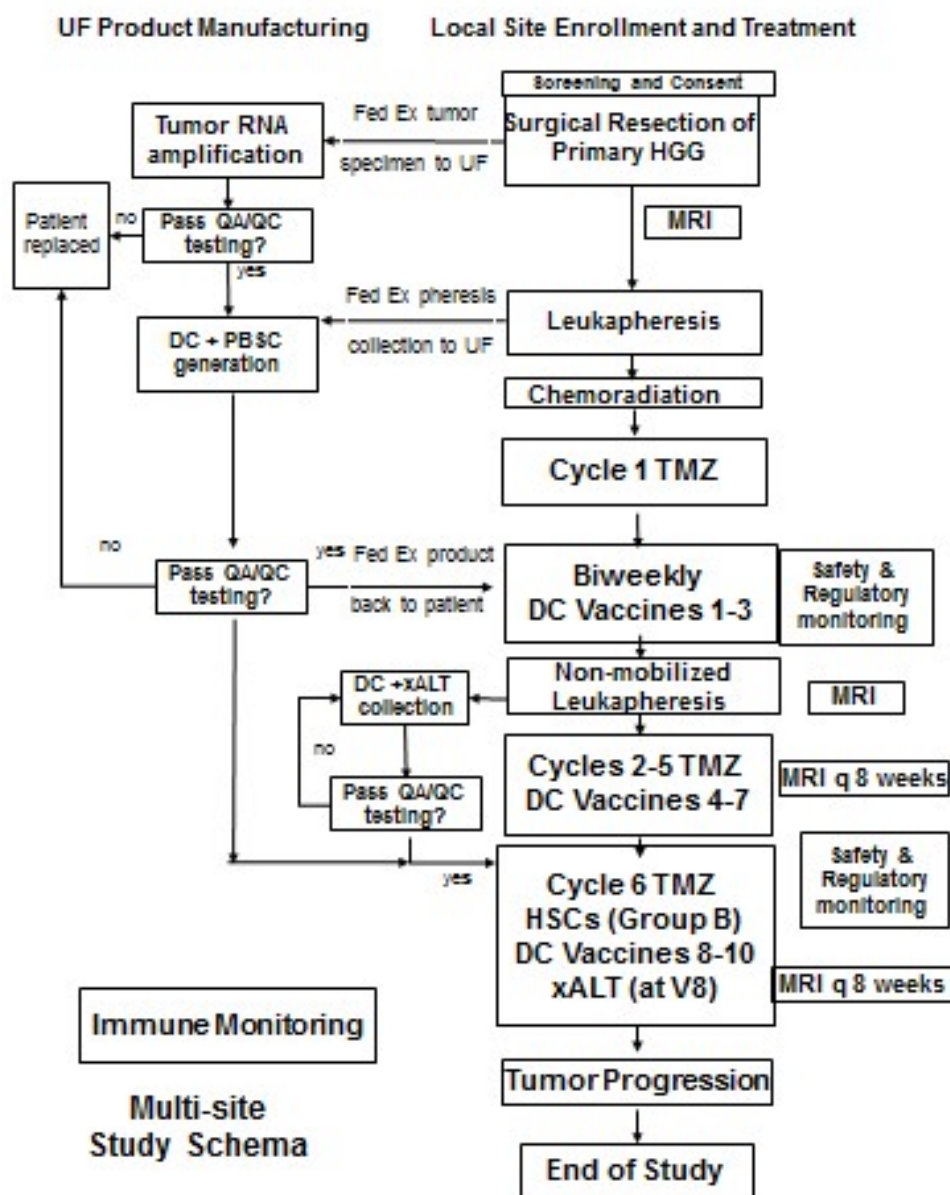 UF Product Manufacturing
Local Site Enrollment and Treatment
Screening and Consent
Surgical Resection of
Primary HGG
Fed Ex tumor
specimen to UF
Tumor RNA
amplification
Patient
replaced
no
Pass QA/QC
testing?
yes
MRI
Fed Ex pheresis
collection to UF
Leukapheresis
DC + PBSC
generation
Chemoradiation
Cycle 1 TMZ
no
Pass QA/QC
testing?
yes Fed Ex product
back to patient
Biweekly
DC Vaccines 1-3
Safety &
Regulatory
monitoring
DC +xALT
collection
Non-mobilized
Leukapheresis
MRI
no
Pass QA/QC
testing?
yes
Cycles 2-5 TMZ
DC Vaccines 4-7
MRI q 8 weeks
Cycle 6 TMZ
HSCs (Group B)
DC Vaccines 8-10
xALT (at V8)
Safety &
Regulatory
monitoring
MRI q 8 weeks
Immune Monitoring
Tumor Progression
Multi-site
Study Schema
End of Study